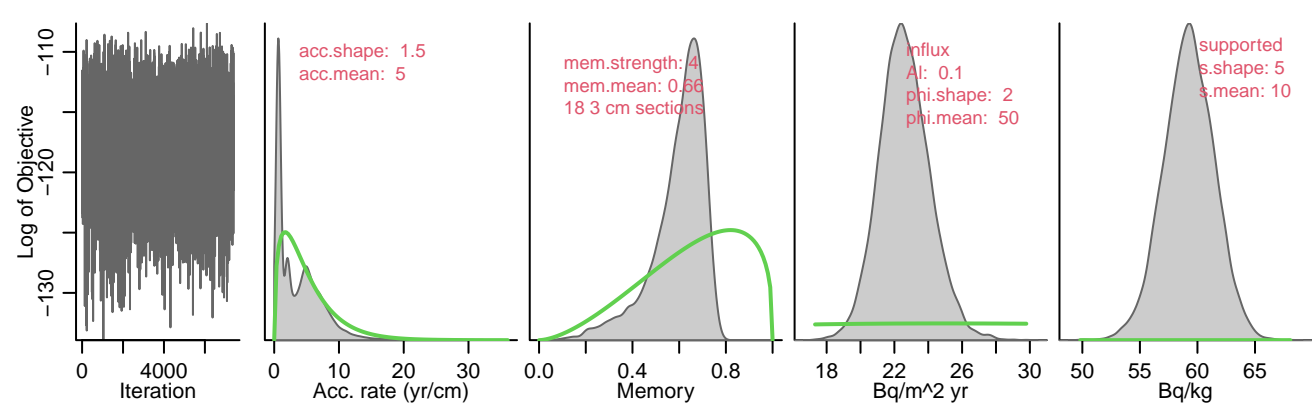 Log of Objective
−110
−120
−130
0
4000
Iteration
acc.shape: 1.5
acc.mean: 5
0
10
20
30
Acc. rate (yr/cm)
mem.strength: 4
mem.mean: 0.66
18 3 cm sections
0.0
0.4
0.8
Memory
influx
Al: 0.1
phi.shape: 2
phi.mean: 50
18
22
26
30
Bq/m^2 yr
supported
s.shape: 5
s.mean: 10
50
55
60
65
Bq/kg